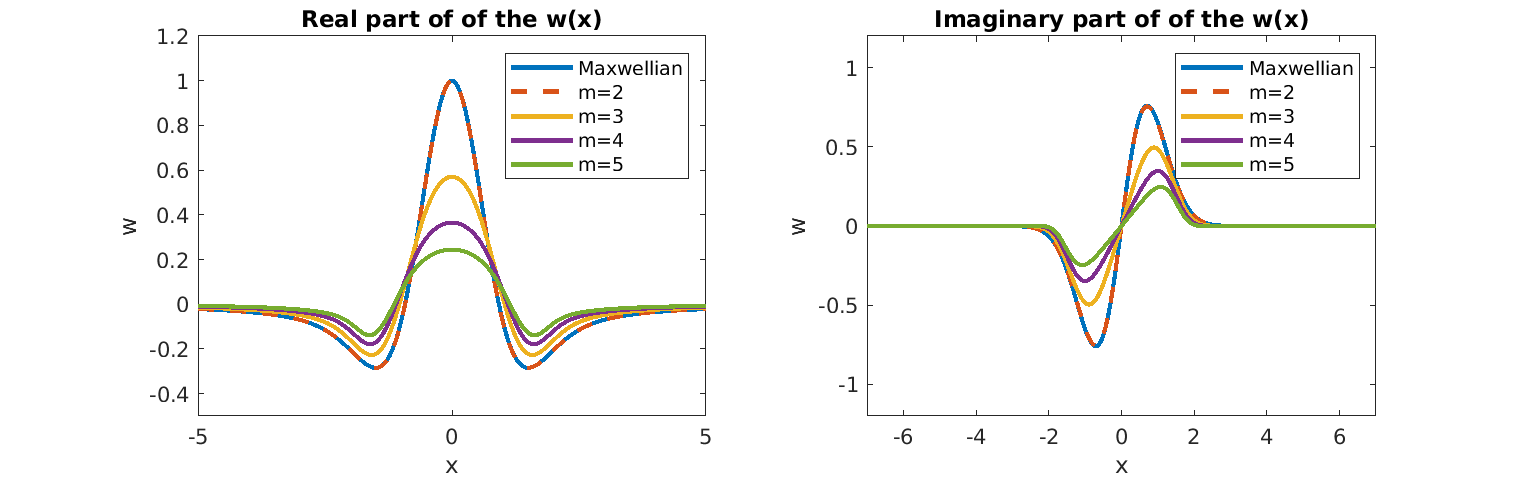 Real part of of the w(x)
1.2
1
0.8
0.6
0.4
0.2
0
-0.2
-0.4
w
-5
0
5
x
Maxwellian
m=2
m=3
m=4
m=5
Imaginary part of of the w(x)
1
0.5
0
-0.5
-1
w
-6
-4
-2
0
2
4
6
x
Maxwellian
m=2
m=3
m=4
m=5